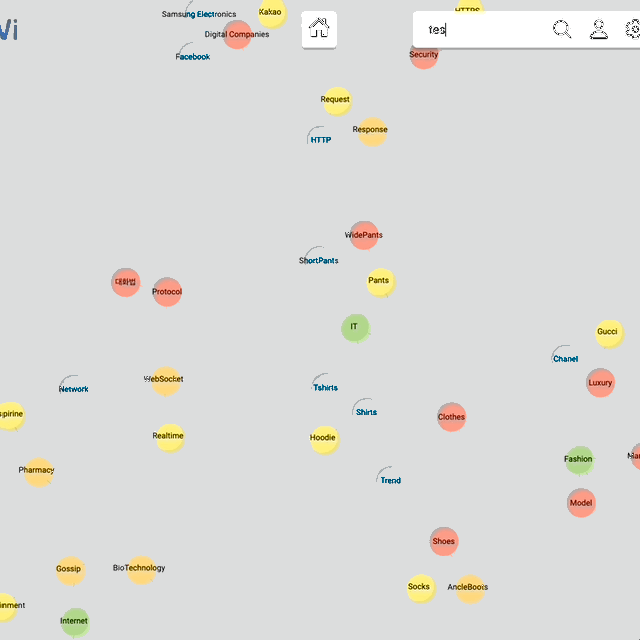 Samsung Electronics
Kakao
HTTPS
Digital Companies
tes
Facebook
Security
Request
Response
HTTP
WidePants
ShortPants
대화법
Protocol
Pants
IT
Gucci
Chanel
Network
WebSocket
Tshirts
Luxury
Shirts
spirine
Clothes
Realtime
Hoodie
Fashion
Pharmacy
Trend
Model
Shoes
Gossip
BioTechnology
Socks
AncleBoots
inment
Internet